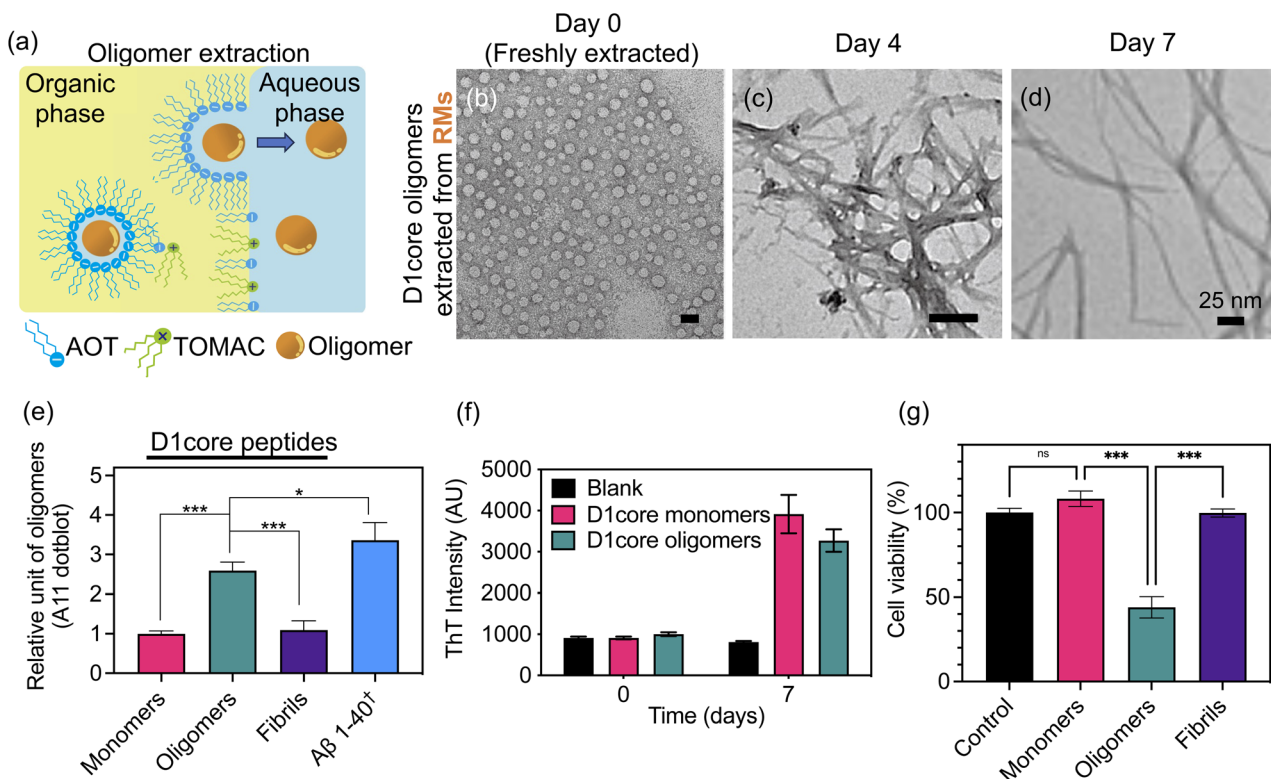 (a)
Oligomer extraction
Organic
phase
Aqueous
phase
AOT
TOMAC
Oligomer
Day 0
(Freshly extracted)
Day 4
Day 7
D1core oligomers
extracted from RMs
(b)
(c)
(d)
25 nm
(e)
D1core peptides
Relative unit of oligomers
(A11 dotblot)
5
4
3
2
1
0
***
***
*
Monomers
Oligomers
Fibrils
Aβ 1-40†
(f)
ThT Intensity (AU)
5000
4000
3000
2000
1000
0
Blank
D1core monomers
D1core oligomers
0
7
Time (days)
(g)
Cell viability (%)
100
50
0
ns
***
***
Control
Monomers
Oligomers
Fibrils